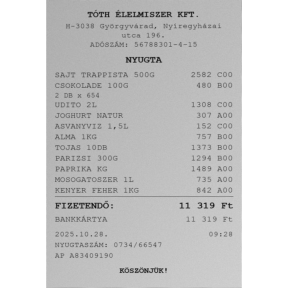 TÓTH ÉLELMISZER KFT.
H-3038 Györgyvárad, Nyíregyházai
utca 196.
ADÓSZÁM: 56788301-4-15
NYUGTA
SAJT TRAPPISTA 500G 2582 C00
CSOKOLADE 100G 480 B00
2 DB x 654
UDITO 2L 1308 C00
JOGHURT NATUR 307 A00
ASVANYVIZ 1,5L 152 C00
ALMA 1KG 757 B00
TOJAS 10DB 1373 B00
PARIZSI 300G 1294 B00
PAPRIKA KG 1489 A00
MOSOGATOSZER 1L 735 A00
KENYER FEHER 1KG 842 A00
FIZETENDŐ: 11 319 Ft
BANKKÁRTYA 11 319 Ft
2025.10.28. 09:28
NYUGTASZÁM: 0734/66547
AP A83409190
KÖSZÖNJÜK!